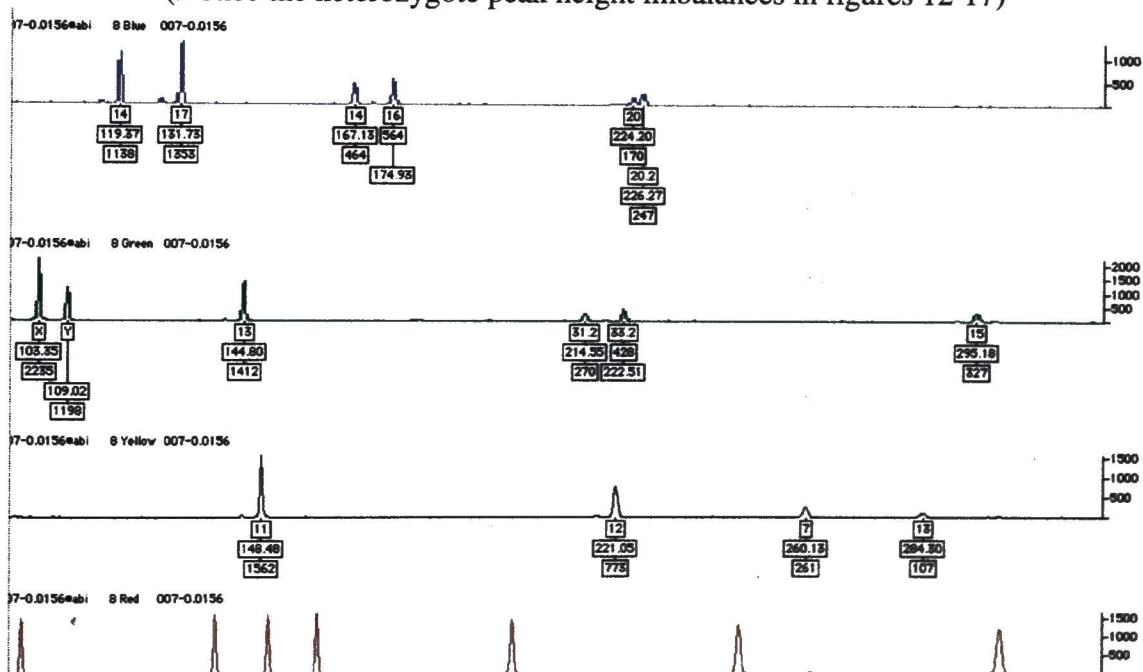 the heterozygote peak height imbalances in figures 12-17)
07-0.0156●abi 8 Blue 007-0.0156
1000
500
14 17 14 16 20
119.37 131.73 167.13 564 224.20
1138 1353 464 170
174.93 20.2
226.27
247
07-0.0156●abi 8 Green 007-0.0156
2000
1500
1000
500
X Y 13 31.2 33.2 15
103.35 144.80 214.55 428 295.18
2235 1412 270 222.51 327
109.02
1198
07-0.0156●abi 8 Yellow 007-0.0156
1500
1000
500
11 12 7 13
148.48 221.05 260.13 284.30
1562 773 261 107
07-0.0156●abi 8 Red 007-0.0156
1500
1000
500